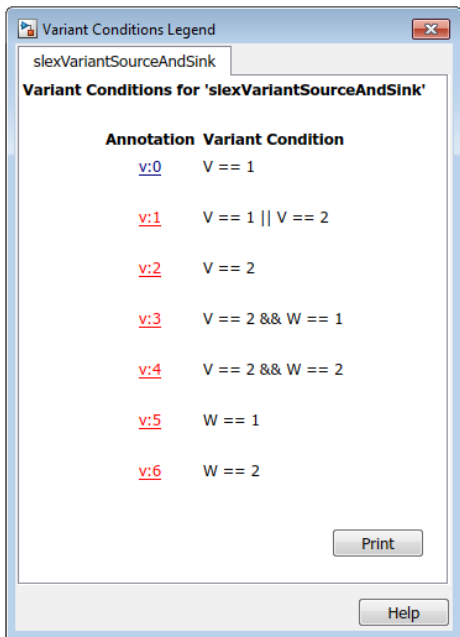 Variant Conditions Legend
slexVariantSourceAndSink
Variant Conditions for 'slexVariantSourceAndSink'
Annotation Variant Condition
v:0 V == 1
v:1 V == 1 || V == 2
v:2 V == 2
v:3 V == 2 && W == 1
v:4 V == 2 && W == 2
v:5 W == 1
v:6 W == 2
Print
Help